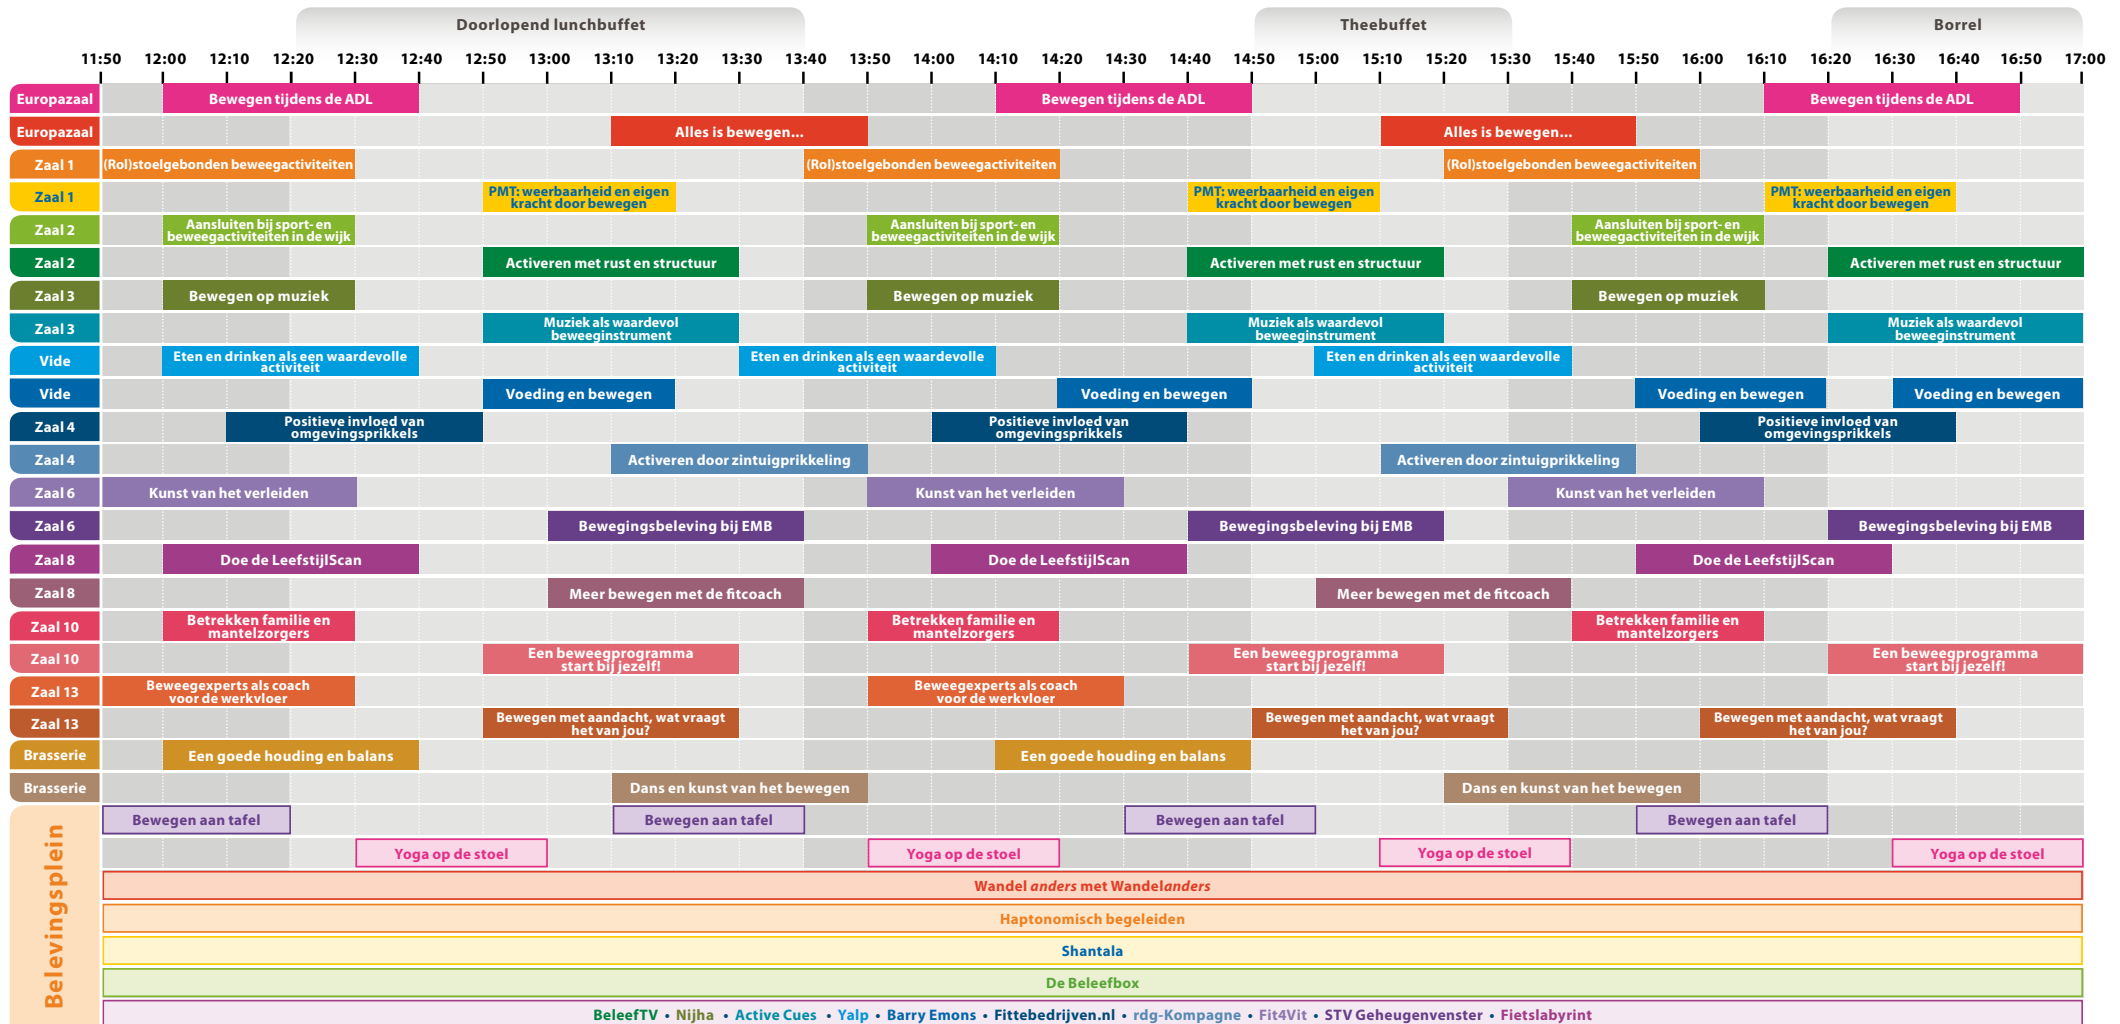 Doorlopend lunchbuffet Theebuffet Borrel
11:50 12:00 12:10 12:20 12:30 12:40 12:50 13:00 13:10 13:20 13:30 13:40 13:50 14:00 14:10 14:20 14:30 14:40 14:50 15:00 15:10 15:20 15:30 15:40 15:50 16:00 16:10 16:20 16:30 16:40 16:50 17:00
Europazaal Bewegen tijdens de ADL Bewegen tijdens de ADL Bewegen tijdens de ADL
Europazaal Alles is bewegen... Alles is bewegen...
Zaal 1 (Rol)stoelgebonden beweegactiviteiten (Rol)stoelgebonden beweegactiviteiten (Rol)stoelgebonden beweegactiviteiten
Zaal 1 PMT: weerbaarheid en eigen kracht door bewegen PMT: weerbaarheid en eigen kracht door bewegen PMT: weerbaarheid en eigen kracht door bewegen
Zaal 2 Aansluiten bij sport- en beweegactiviteiten in de wijk Aansluiten bij sport- en beweegactiviteiten in de wijk Aansluiten bij sport- en beweegactiviteiten in de wijk
Zaal 2 Activeren met rust en structuur Activeren met rust en structuur Activeren met rust en structuur
Zaal 3 Bewegen op muziek Bewegen op muziek Bewegen op muziek
Zaal 3 Muziek als waardevol beweeginstrument Muziek als waardevol beweeginstrument Muziek als waardevol beweeginstrument
Vide Eten en drinken als een waardevolle activiteit Eten en drinken als een waardevolle activiteit Eten en drinken als een waardevolle activiteit
Vide Voeding en bewegen Voeding en bewegen Voeding en bewegen Voeding en bewegen
Zaal 4 Positieve invloed van omgevingsprikkels Positieve invloed van omgevingsprikkels Positieve invloed van omgevingsprikkels
Zaal 4 Activeren door zintuigprikkeling Activeren door zintuigprikkeling
Zaal 6 Kunst van het verleiden Kunst van het verleiden Kunst van het verleiden
Zaal 6 Bewegingsbeleving bij EMB Bewegingsbeleving bij EMB Bewegingsbeleving bij EMB
Zaal 8 Doe de LeefstijlScan Doe de LeefstijlScan Doe de LeefstijlScan
Zaal 8 Meer bewegen met de fitcoach Meer bewegen met de fitcoach
Zaal 10 Betrekken familie en mantelzorgers Betrekken familie en mantelzorgers Betrekken familie en mantelzorgers
Zaal 10 Een beweegprogramma start bij jezelf! Een beweegprogramma start bij jezelf! Een beweegprogramma start bij jezelf!
Zaal 13 Beweegexperts als coach voor de werkvloer Beweegexperts als coach voor de werkvloer
Zaal 13 Bewegen met aandacht, wat vraagt het van jou? Bewegen met aandacht, wat vraagt het van jou? Bewegen met aandacht, wat vraagt het van jou?
Brasserie Een goede houding en balans Een goede houding en balans
Brasserie Dans en kunst van het bewegen Dans en kunst van het bewegen
Belevingsplein
Bewegen aan tafel Bewegen aan tafel Bewegen aan tafel Bewegen aan tafel
Yoga op de stoel Yoga op de stoel Yoga op de stoel Yoga op de stoel
Wandel anders met Wandelanders
Haptonomisch begeleiden
Shantala
De Beleefbox
BeleefTV • Nijha • Active Cues • Yalp • Barry Emons • Fittebedrijven.nl • rdg-Kompagne • Fit4Vit • STV Geheugenvenster • Fietslabyrint